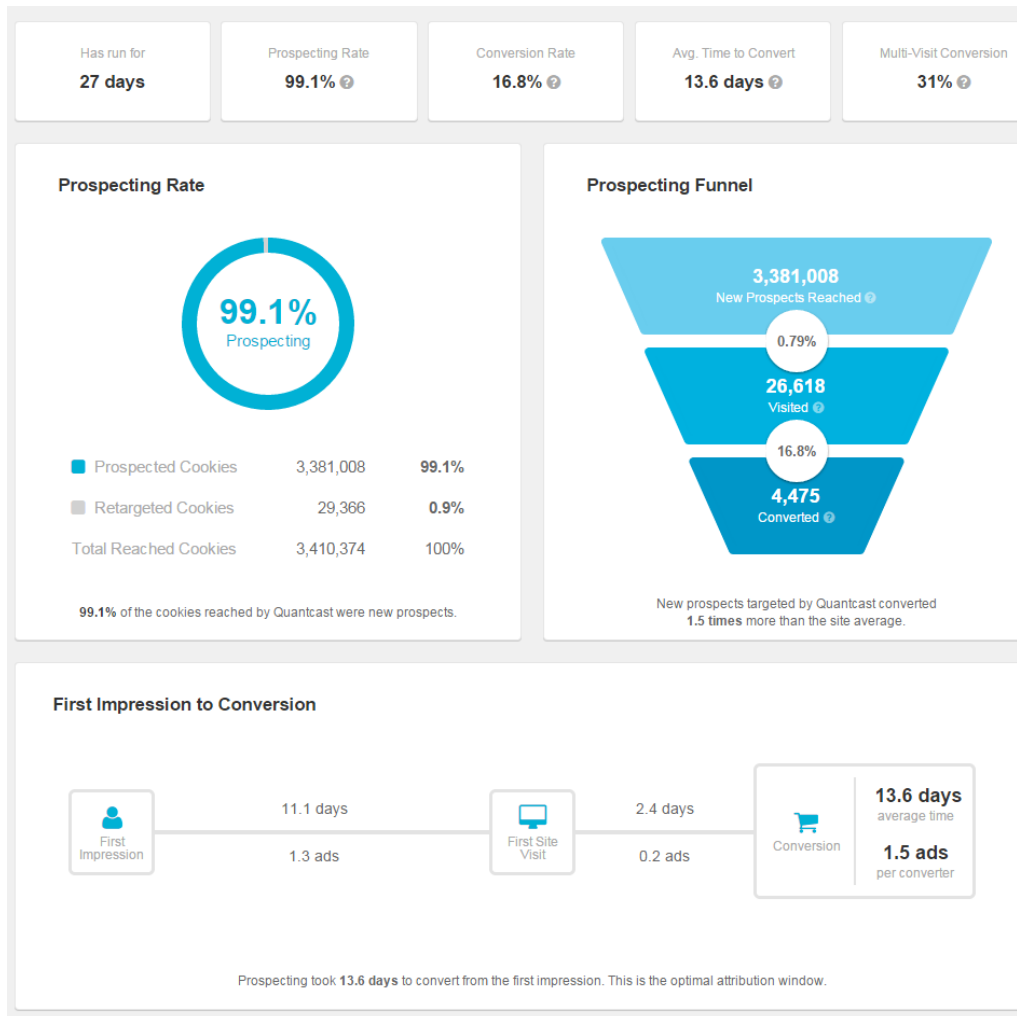 Has run for
27 days
Prospecting Rate
99.1% ?
Conversion Rate
16.8% ?
Avg. Time to Convert
13.6 days ?
Multi-Visit Conversion
31% ?
Prospecting Rate
99.1%
Prospecting
Prospected Cookies 3,381,008 99.1%
Retargeted Cookies 29,366 0.9%
Total Reached Cookies 3,410,374 100%
99.1% of the cookies reached by Quantcast were new prospects.
Prospecting Funnel
3,381,008
New Prospects Reached ?
0.79%
26,618
Visited ?
16.8%
4,475
Converted ?
New prospects targeted by Quantcast converted
1.5 times more than the site average.
First Impression to Conversion
First
Impression
11.1 days
1.3 ads
First Site
Visit
2.4 days
0.2 ads
Conversion
13.6 days
average time
1.5 ads
per converter
Prospecting took 13.6 days to convert from the first impression. This is the optimal attribution window.